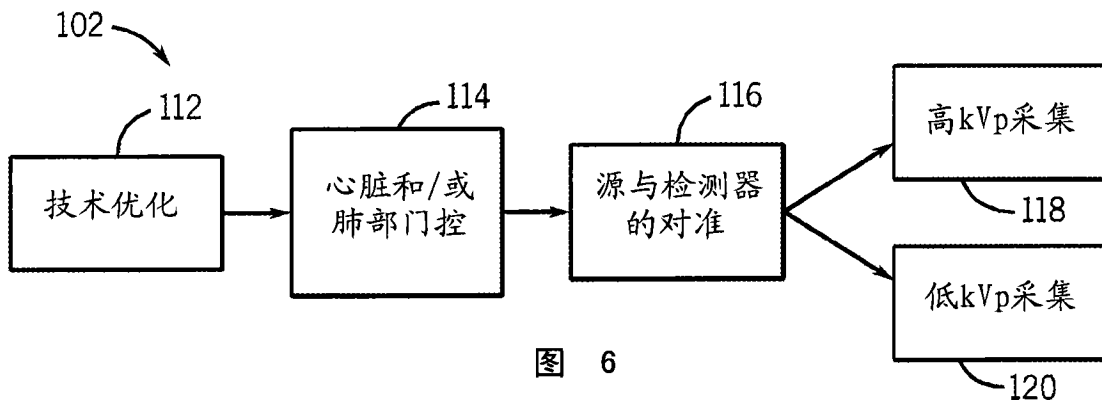 102
112
技术优化
114
心脏和/或
肺部门控
116
源与检测器
的对准
高kVp采集
118
低kVp采集
120
图 6